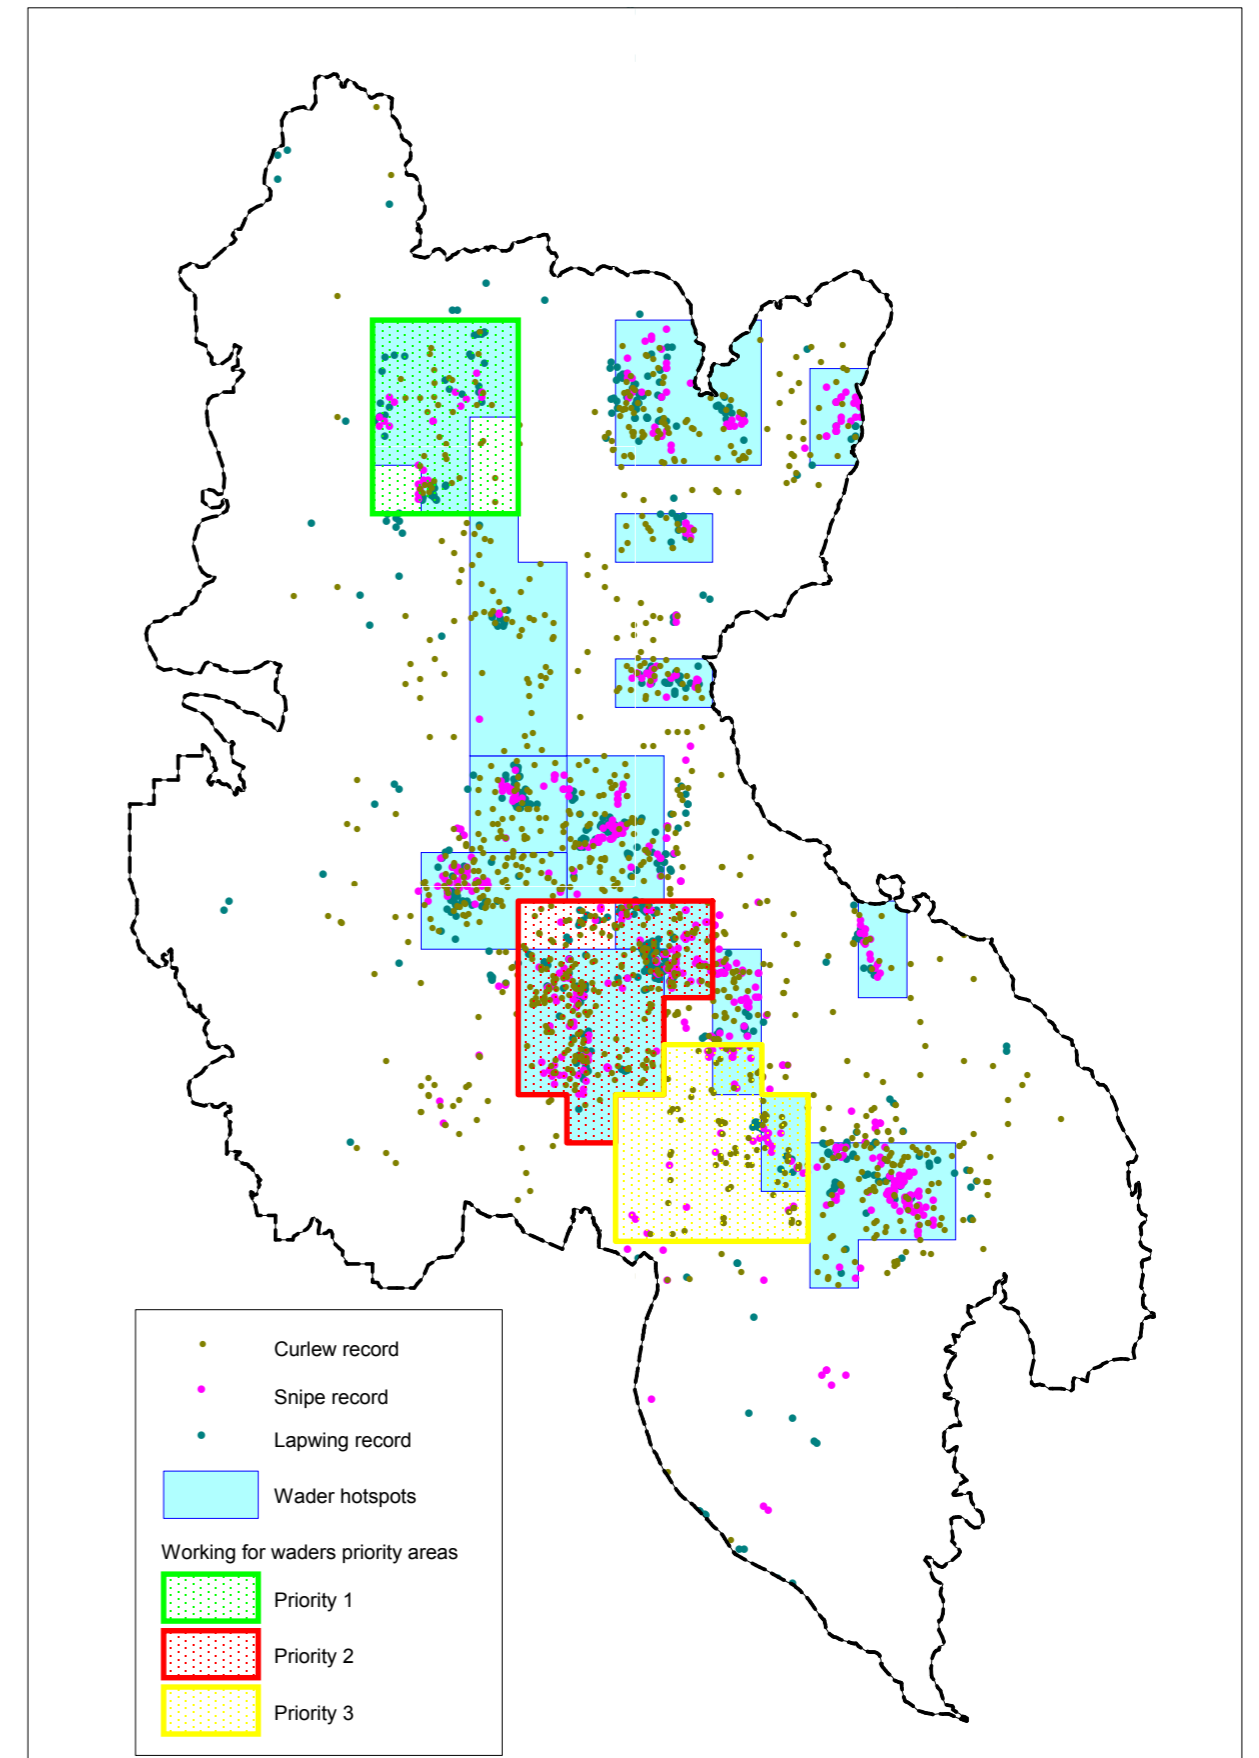 Curlew record
Snipe record
Lapwing record
Wader hotspots
Working for waders priority areas
Priority 1
Priority 2
Priority 3